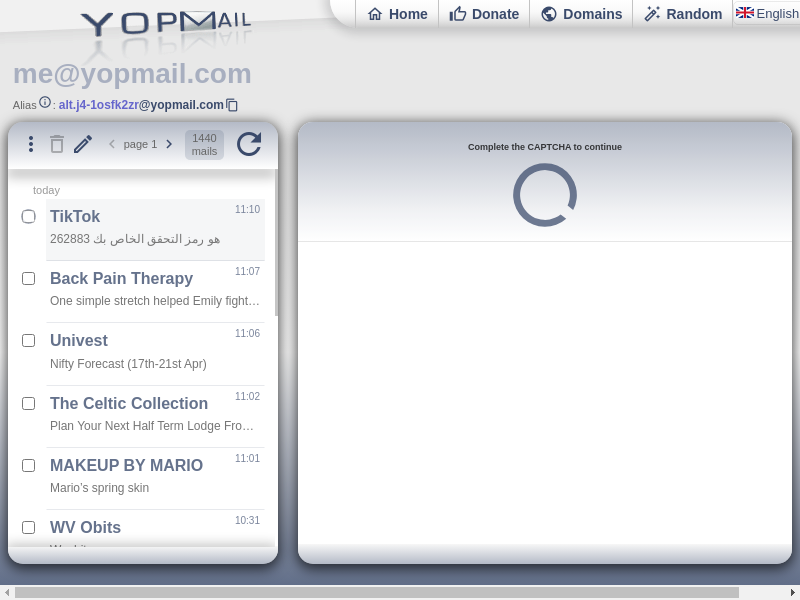 YOPMail
Home
Donate
Domains
Random
English
me@yopmail.com
Alias : alt.j4-1osfk2zr@yopmail.com
page 1
1440
mails
Complete the CAPTCHA to continue
today
TikTok
11:10
262883 هو رمز التحقق الخاص بك
Back Pain Therapy
11:07
One simple stretch helped Emily fight…
Univest
11:06
Nifty Forecast (17th-21st Apr)
The Celtic Collection
11:02
Plan Your Next Half Term Lodge Fro…
MAKEUP BY MARIO
11:01
Mario's spring skin
WV Obits
10:31